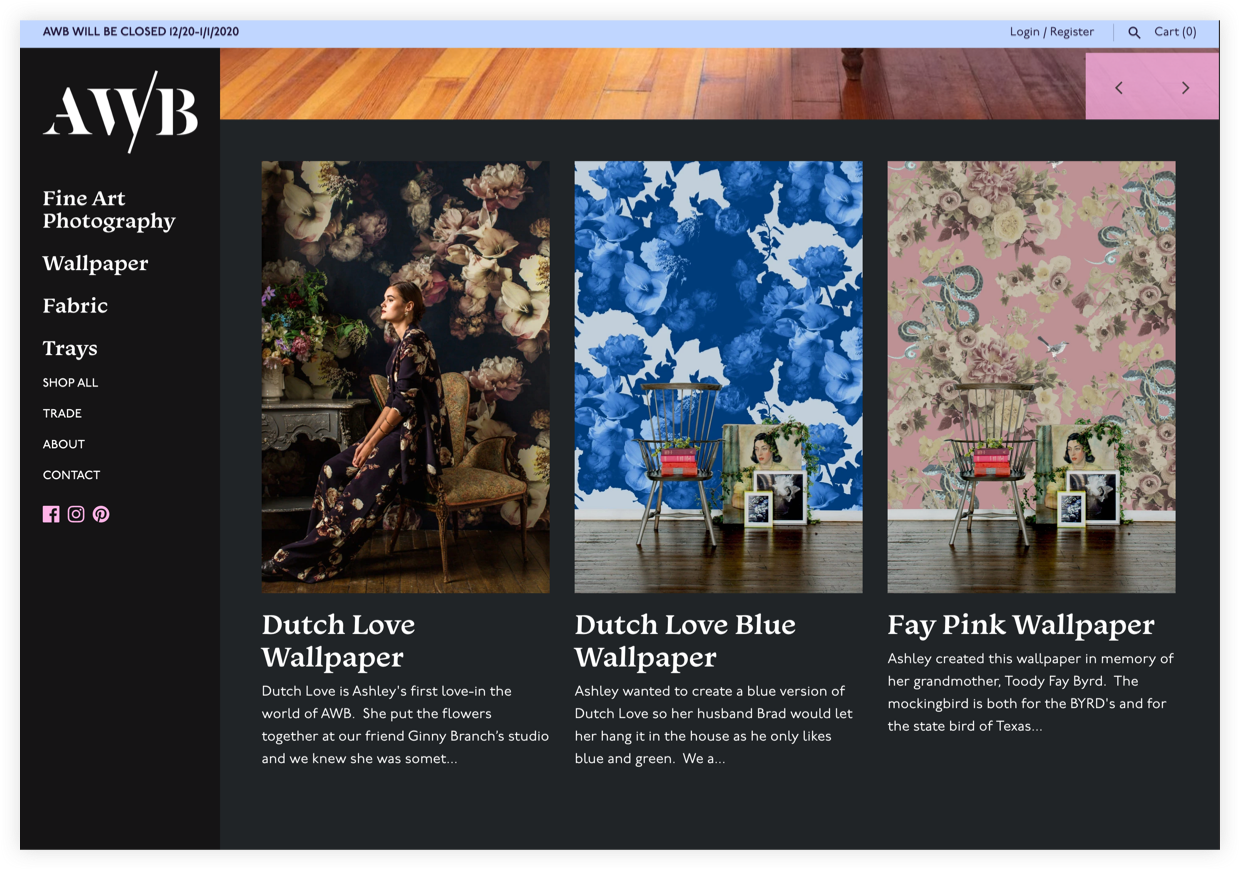 AWB WILL BE CLOSED 12/20-1/1/2020
Login / Register
Cart (0)
AWB
Fine Art
Photography
Wallpaper
Fabric
Trays
SHOP ALL
TRADE
ABOUT
CONTACT
Dutch Love
Wallpaper
Dutch Love is Ashley's first love-in the
world of AWB.  She put the flowers
together at our friend Ginny Branch’s studio
and we knew she was somet...
Dutch Love Blue
Wallpaper
Ashley wanted to create a blue version of
Dutch Love so her husband Brad would let
her hang it in the house as he only likes
blue and green.  We a...
Fay Pink Wallpaper
Ashley created this wallpaper in memory of
her grandmother, Toody Fay Byrd.  The
mockingbird is both for the BYRD's and for
the state bird of Texas...